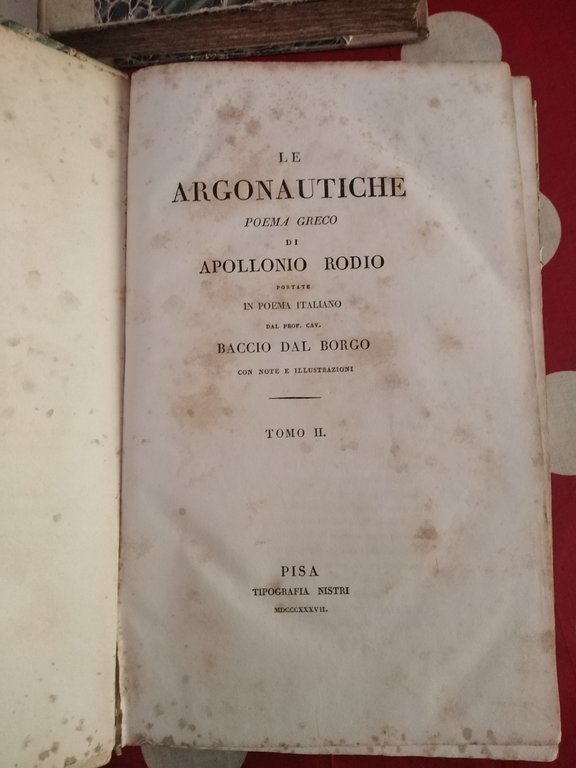 LE
ARGONAUTICHE
POEMA GRECO
DI
APOLLONIO RODIO
PORTATE
IN POEMA ITALIANO
DAL PROF. CAV.
BACCIO DAL BORGO
CON NOTE E ILLUSTRAZIONI
TOMO II.
PISA
TIPOGRAFIA NISTRI
MDCCCXXXVII.